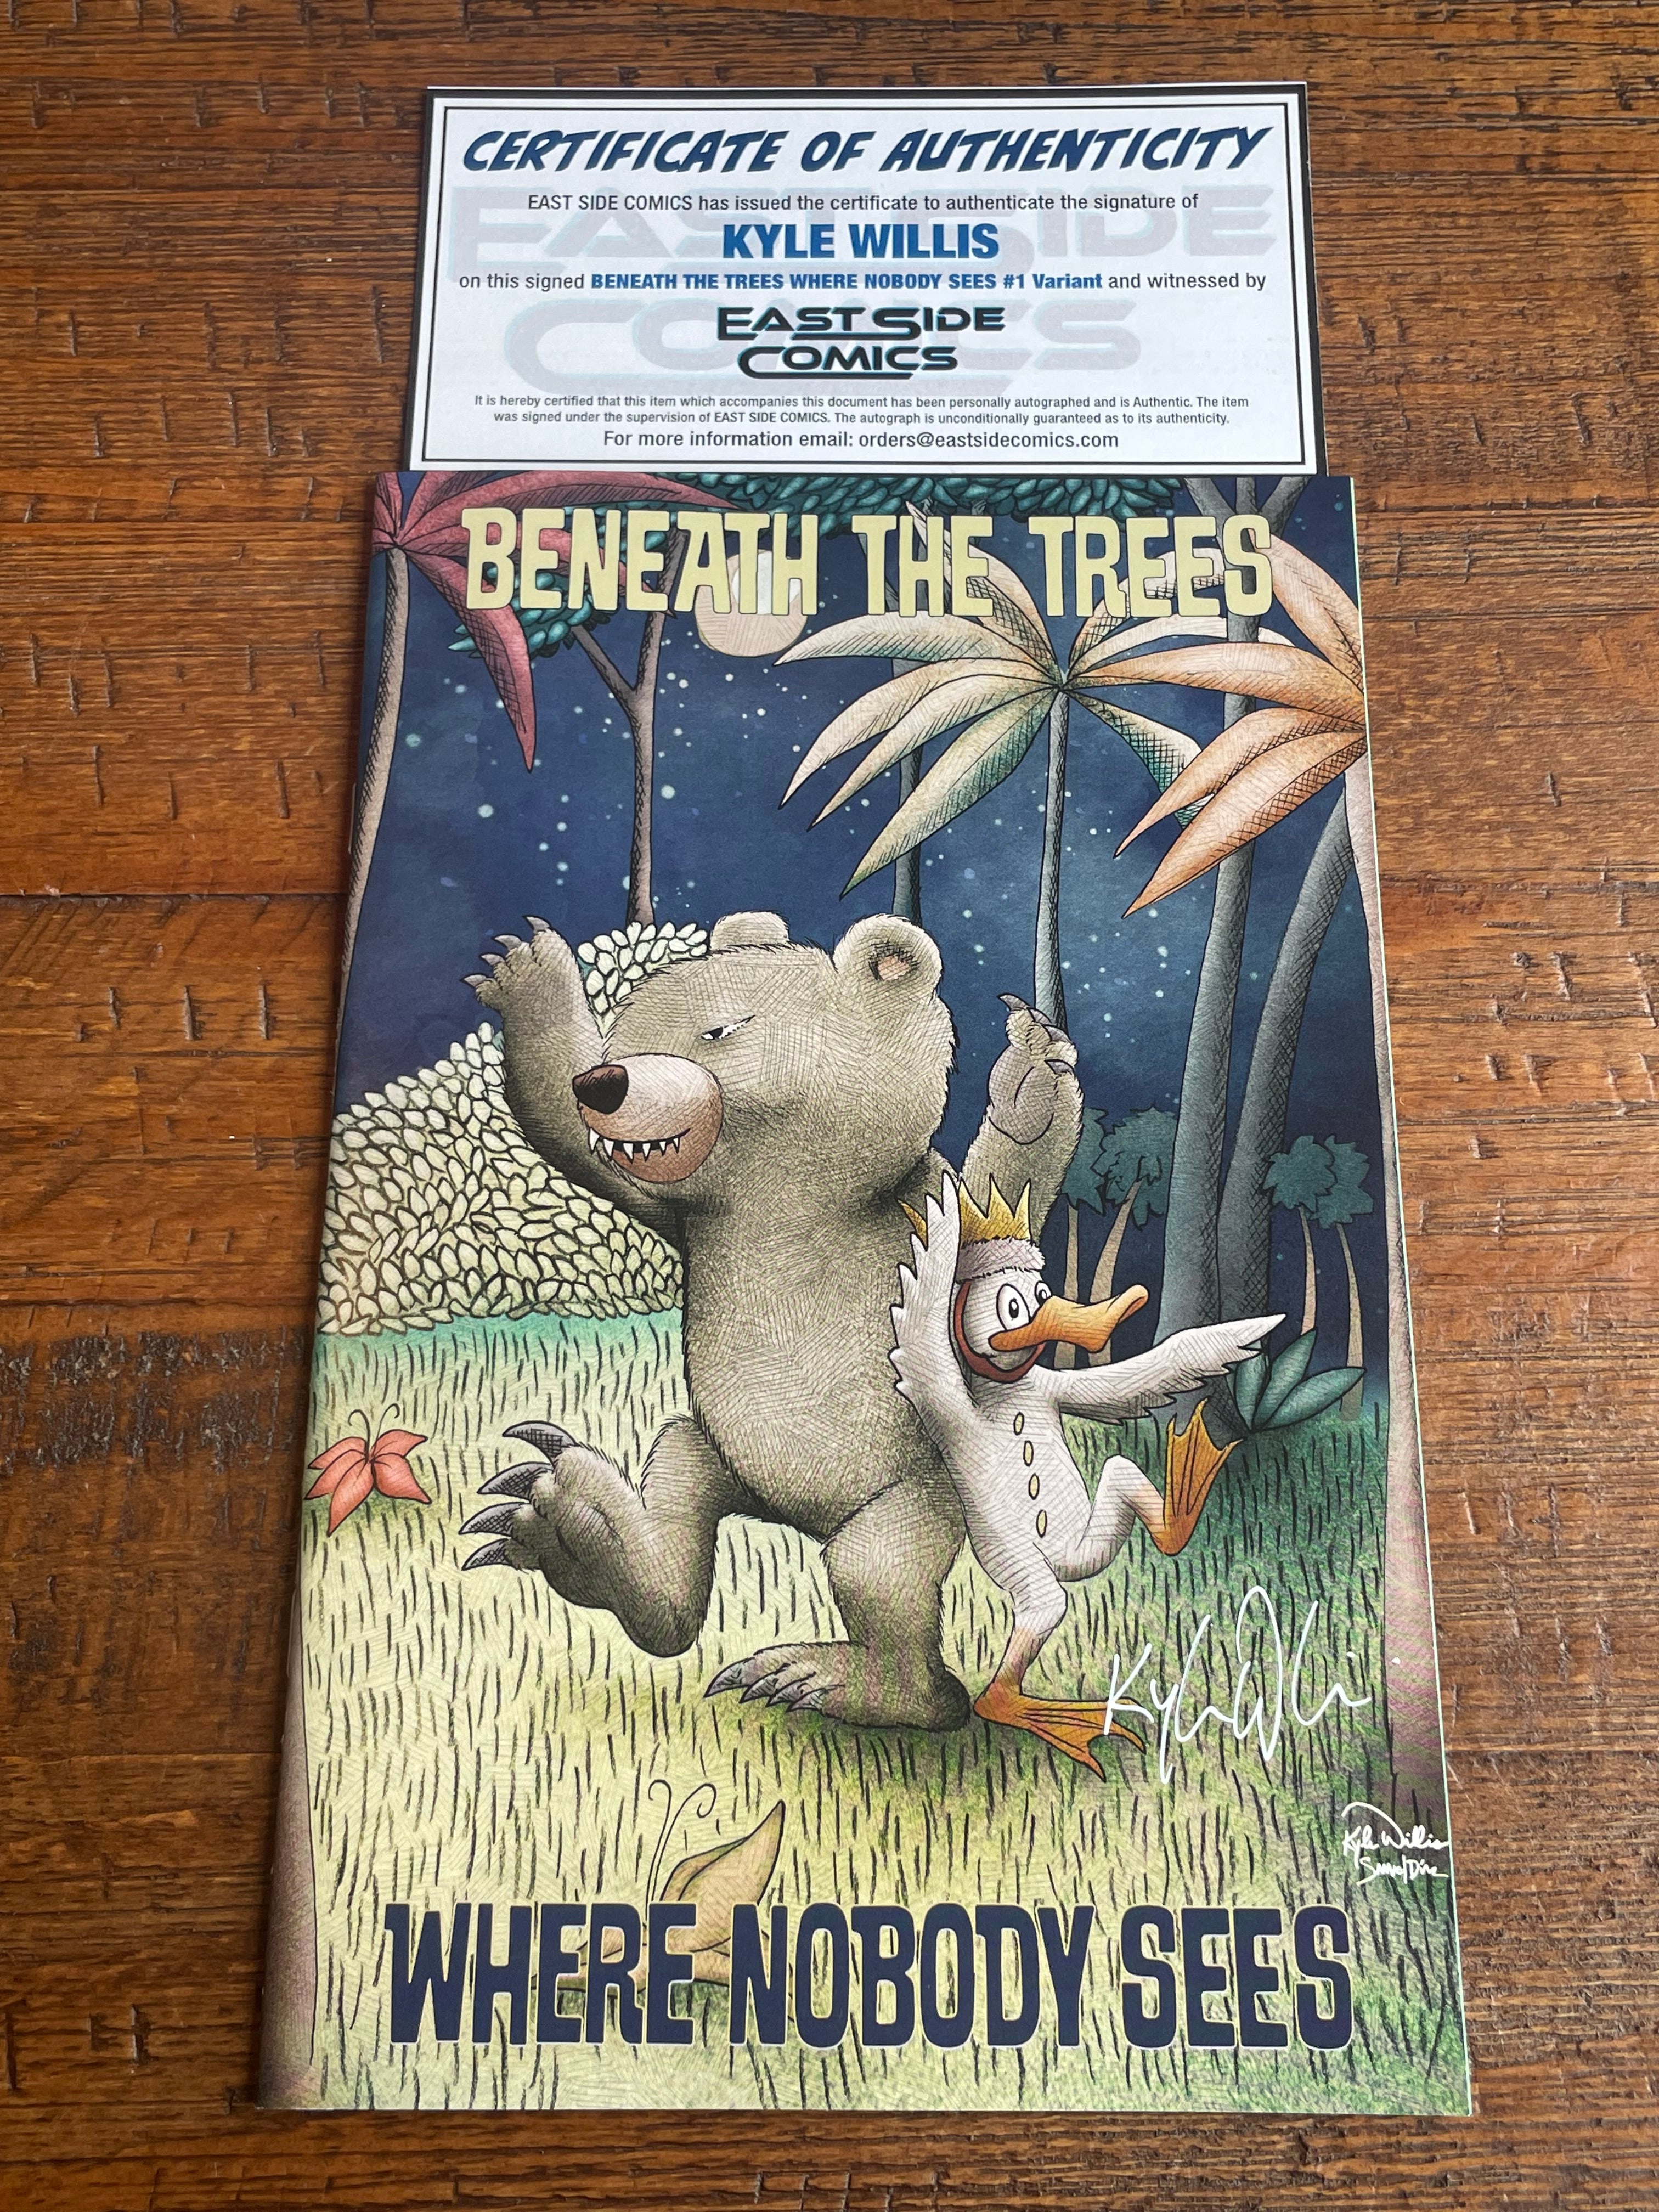 CERTIFICATE OF AUTHENTICITY
EAST SIDE COMICS has issued the certificate to authenticate the signature of
KYLE WILLIS
on this signed BENEATH THE TREES WHERE NOBODY SEES #1 Variant and witnessed by
EAST SIDE
COMICS
It is hereby certified that this item which accompanies this document has been personally autographed and is Authentic. The item
was signed under the supervision of EAST SIDE COMICS. The autograph is unconditionally guaranteed as to its authenticity.
For more information email: orders@eastsidecomics.com
BENEATH THE TREES
Kyle Willis
WHERE NOBODY SEES